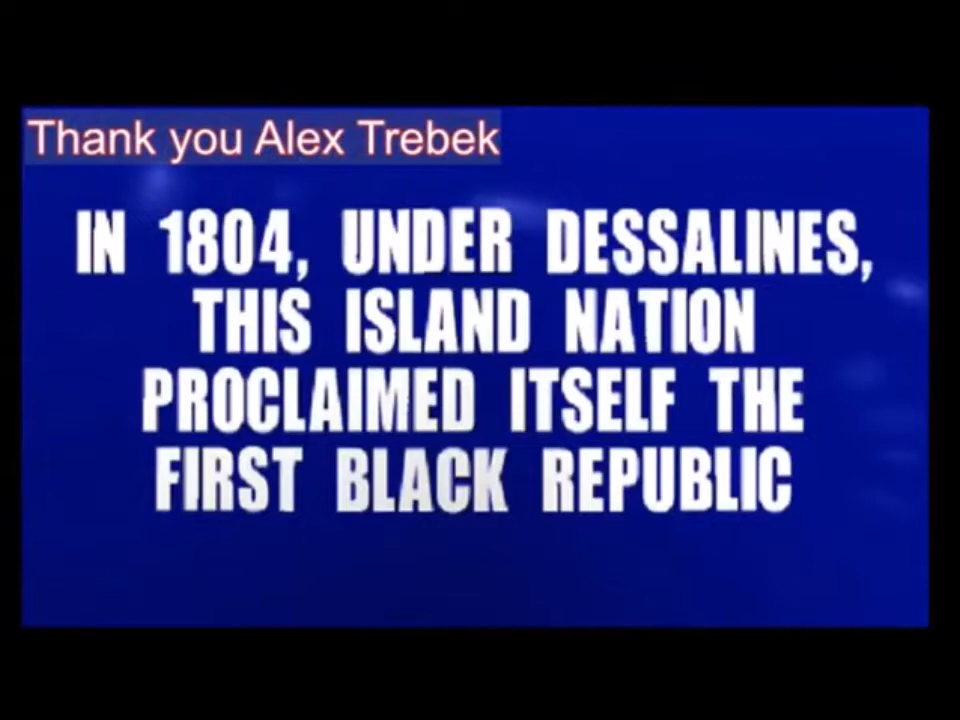 Thank you Alex Trebek
IN 1804, UNDER DESSALINES,
THIS ISLAND NATION
PROCLAIMED ITSELF THE
FIRST BLACK REPUBLIC